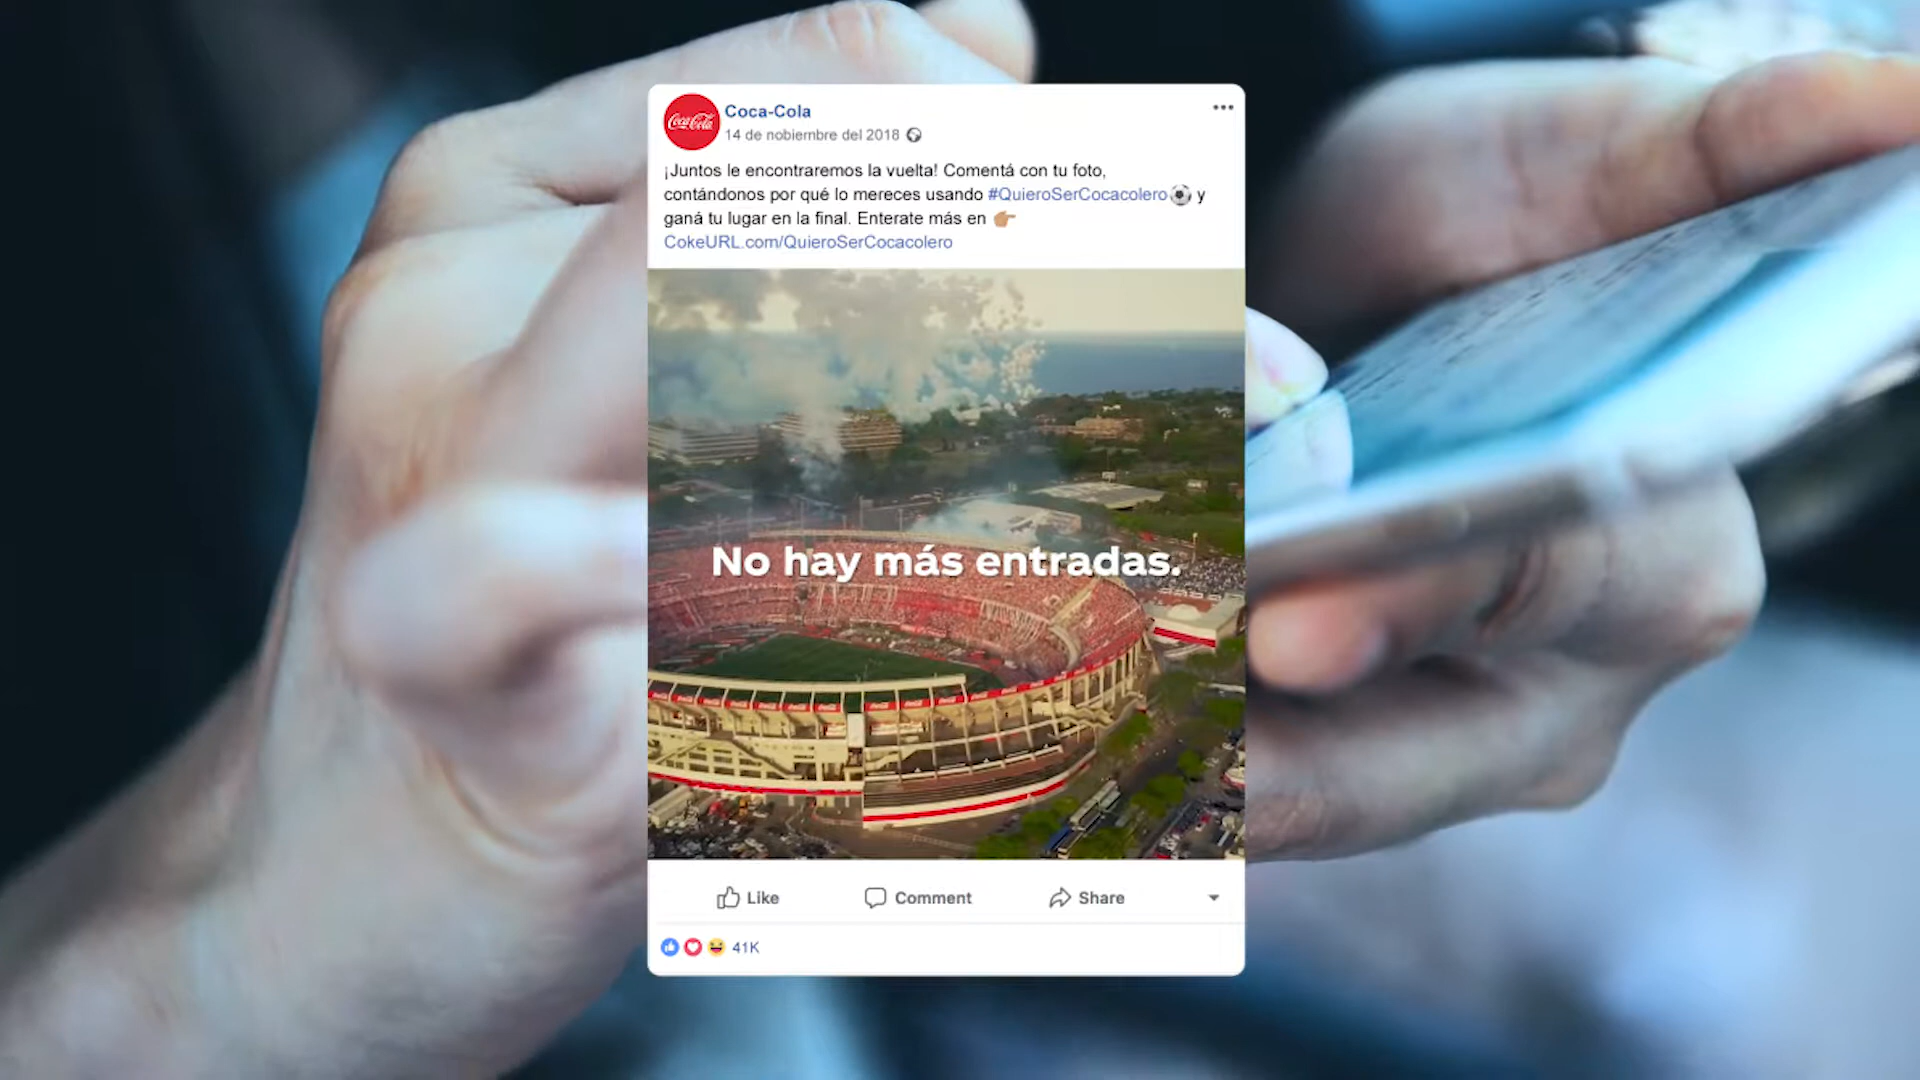 Coca-Cola
14 de nobiembre del 2018
¡Juntos le encontraremos la vuelta! Comentá con tu foto,
contándonos por qué lo mereces usando #QuieroSerCocacolero⚽ y
ganá tu lugar en la final. Enterate más en 👉🏽
CokeURL.com/QuieroSerCocacolero
No hay más entradas.
Like
Comment
Share
41K